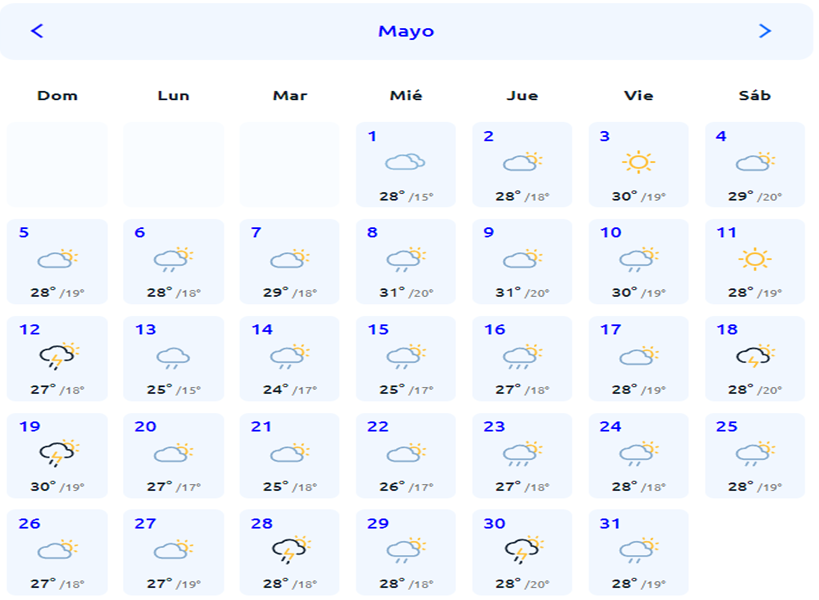 Mayo
Dom Lun Mar Mié Jue Vie Sáb
1 2 3 4
28° /15° 28° /18° 30° /19° 29° /20°
5 6 7 8 9 10 11
28° /19° 28° /18° 29° /18° 31° /20° 31° /20° 30° /19° 28° /19°
12 13 14 15 16 17 18
27° /18° 25° /15° 24° /17° 25° /17° 27° /18° 28° /19° 28° /20°
19 20 21 22 23 24 25
30° /19° 27° /17° 25° /18° 26° /17° 27° /18° 28° /18° 28° /19°
26 27 28 29 30 31
27° /18° 27° /19° 28° /18° 28° /18° 28° /20° 28° /19°